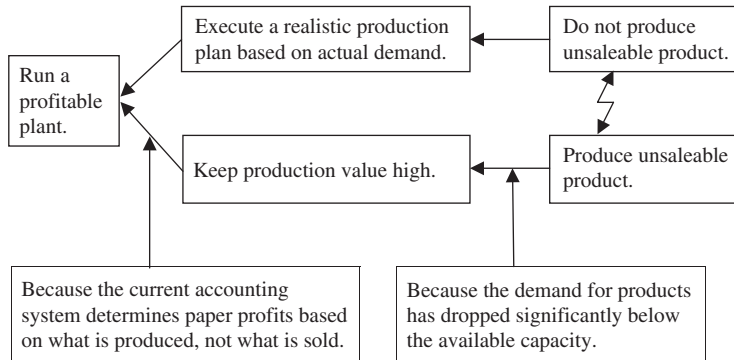 Execute a realistic production
plan based on actual demand.
Do not produce
unsaleable product.
Run a
profitable
plant.
Keep production value high.
Produce unsaleable
product.
Because the current accounting
system determines paper profits based
on what is produced, not what is sold.
Because the demand for products
has dropped significantly below
the available capacity.